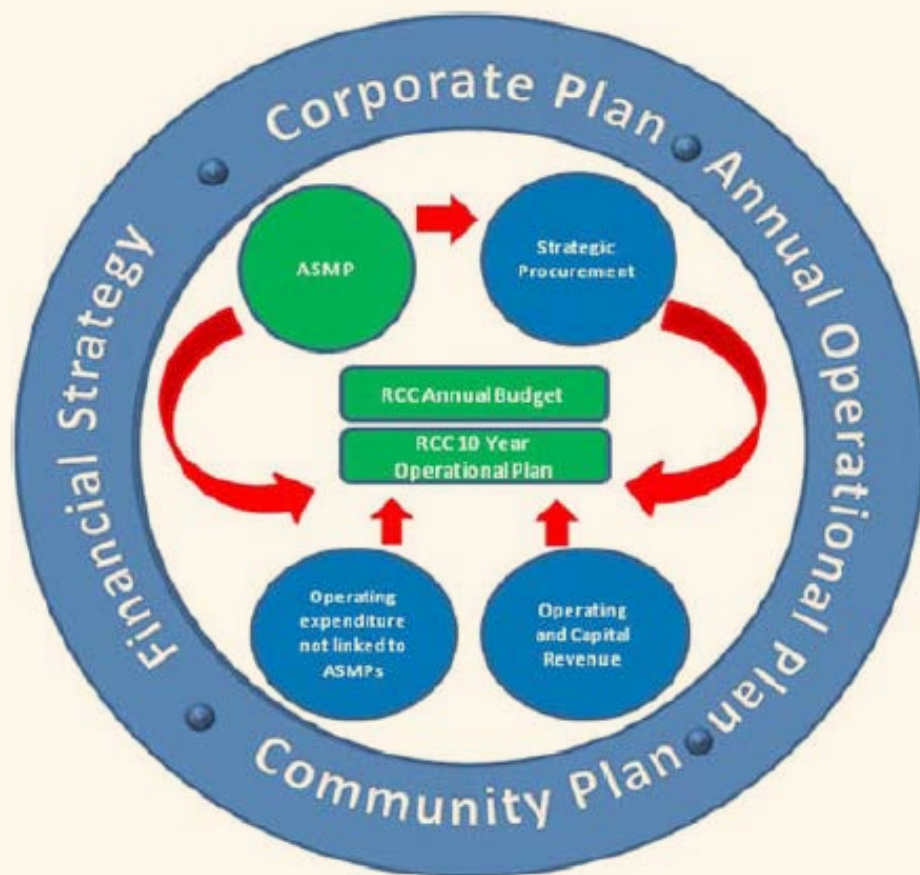 Corporate Plan
Annual Operational Plan
Community Plan
Financial Strategy
ASMP
Strategic
Procurement
RCC Annual Budget
RCC 10 Year
Operational Plan
Operating
expenditure
not linked to
ASMPs
Operating
and Capital
Revenue